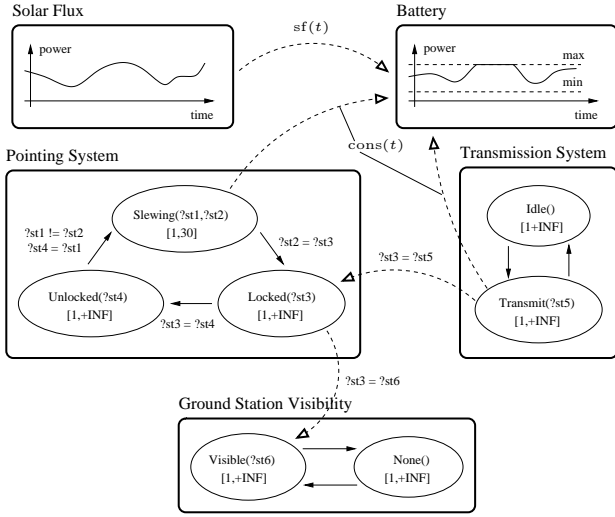 Solar Flux
power
time
sf(t)
Battery
power
max
min
time
cons(t)
Pointing System
Slewing(?st1,?st2)
[1,30]
?st1 != ?st2
?st4 = ?st1
?st2 = ?st3
Unlocked(?st4)
[1,+INF]
Locked(?st3)
[1,+INF]
?st3 = ?st4
?st3 = ?st5
Transmission System
Idle()
[1+INF]
Transmit(?st5)
[1,+INF]
?st3 = ?st6
Ground Station Visibility
Visible(?st6)
[1,+INF]
None()
[1,+INF]